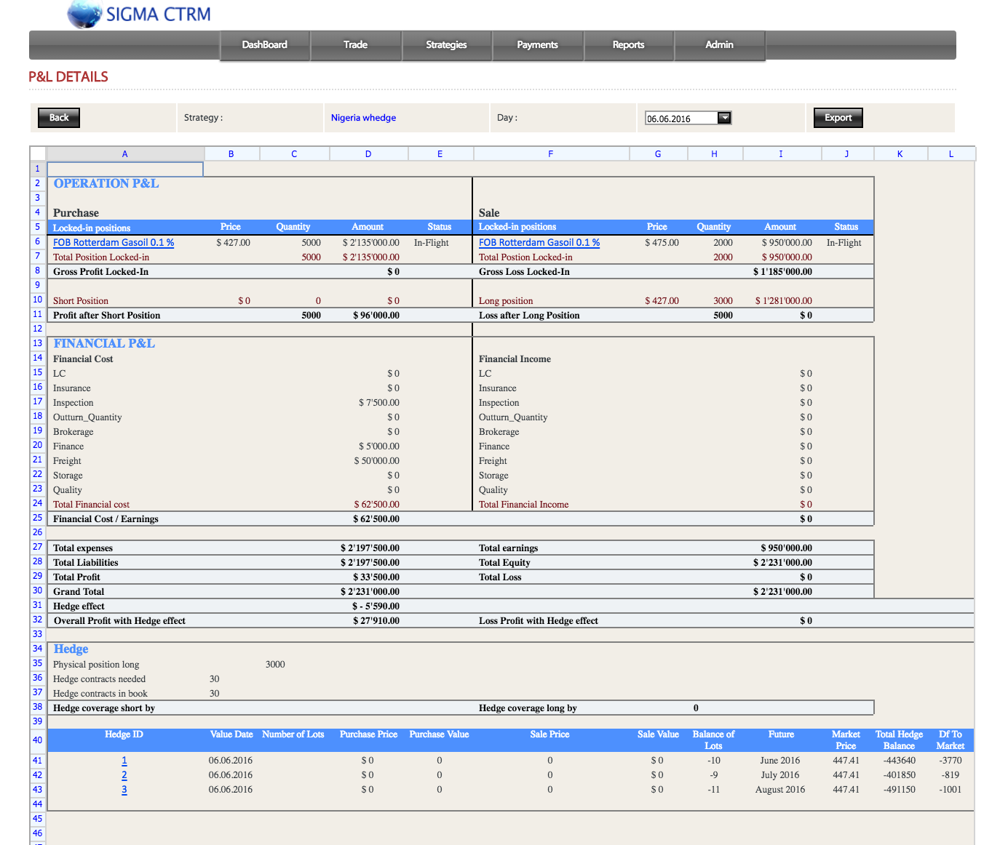 SIGMA CTRM
DashBoard Trade Strategies Payments Reports Admin
P&L DETAILS
Back Strategy : Nigeria whedge Day : 06.06.2016 Export
A B C D E F G H I J K L
1
2 OPERATION P&L
3
4 Purchase Sale
5 Locked-in positions Price Quantity Amount Status Locked-in positions Price Quantity Amount Status
6 FOB Rotterdam Gasoil 0.1 % $ 427.00 5000 $ 2'135'000.00 In-Flight FOB Rotterdam Gasoil 0.1 % $ 475.00 2000 $ 950'000.00 In-Flight
7 Total Position Locked-in 5000 $ 2'135'000.00 Total Postion Locked-in 2000 $ 950'000.00
8 Gross Profit Locked-In $ 0 Gross Loss Locked-In $ 1'185'000.00
9
10 Short Position $ 0 0 $ 0 Long position $ 427.00 3000 $ 1'281'000.00
11 Profit after Short Position 5000 $ 96'000.00 Loss after Long Position 5000 $ 0
12
13 FINANCIAL P&L
14 Financial Cost Financial Income
15 LC $ 0 LC $ 0
16 Insurance $ 0 Insurance $ 0
17 Inspection $ 7'500.00 Inspection $ 0
18 Outturn_Quantity $ 0 Outturn_Quantity $ 0
19 Brokerage $ 0 Brokerage $ 0
20 Finance $ 5'000.00 Finance $ 0
21 Freight $ 50'000.00 Freight $ 0
22 Storage $ 0 Storage $ 0
23 Quality $ 0 Quality $ 0
24 Total Financial cost $ 62'500.00 Total Financial Income $ 0
25 Financial Cost / Earnings $ 62'500.00 $ 0
26
27 Total expenses $ 2'197'500.00 Total earnings $ 950'000.00
28 Total Liabilities $ 2'197'500.00 Total Equity $ 2'231'000.00
29 Total Profit $ 33'500.00 Total Loss $ 0
30 Grand Total $ 2'231'000.00 $ 2'231'000.00
31 Hedge effect $ - 5'590.00
32 Overall Profit with Hedge effect $ 27'910.00 Loss Profit with Hedge effect $ 0
33
34 Hedge
35 Physical position long 3000
36 Hedge contracts needed 30
37 Hedge contracts in book 30
38 Hedge coverage short by Hedge coverage long by 0
39
40 Hedge ID Value Date Number of Lots Purchase Price Purchase Value Sale Price Sale Value Balance of Future Market Total Hedge Df To
Lots Price Balance Market
41 1 06.06.2016 $ 0 0 0 $ 0 -10 June 2016 447.41 -443640 -3770
42 2 06.06.2016 $ 0 0 0 $ 0 -9 July 2016 447.41 -401850 -819
43 3 06.06.2016 $ 0 0 0 $ 0 -11 August 2016 447.41 -491150 -1001
44
45
46